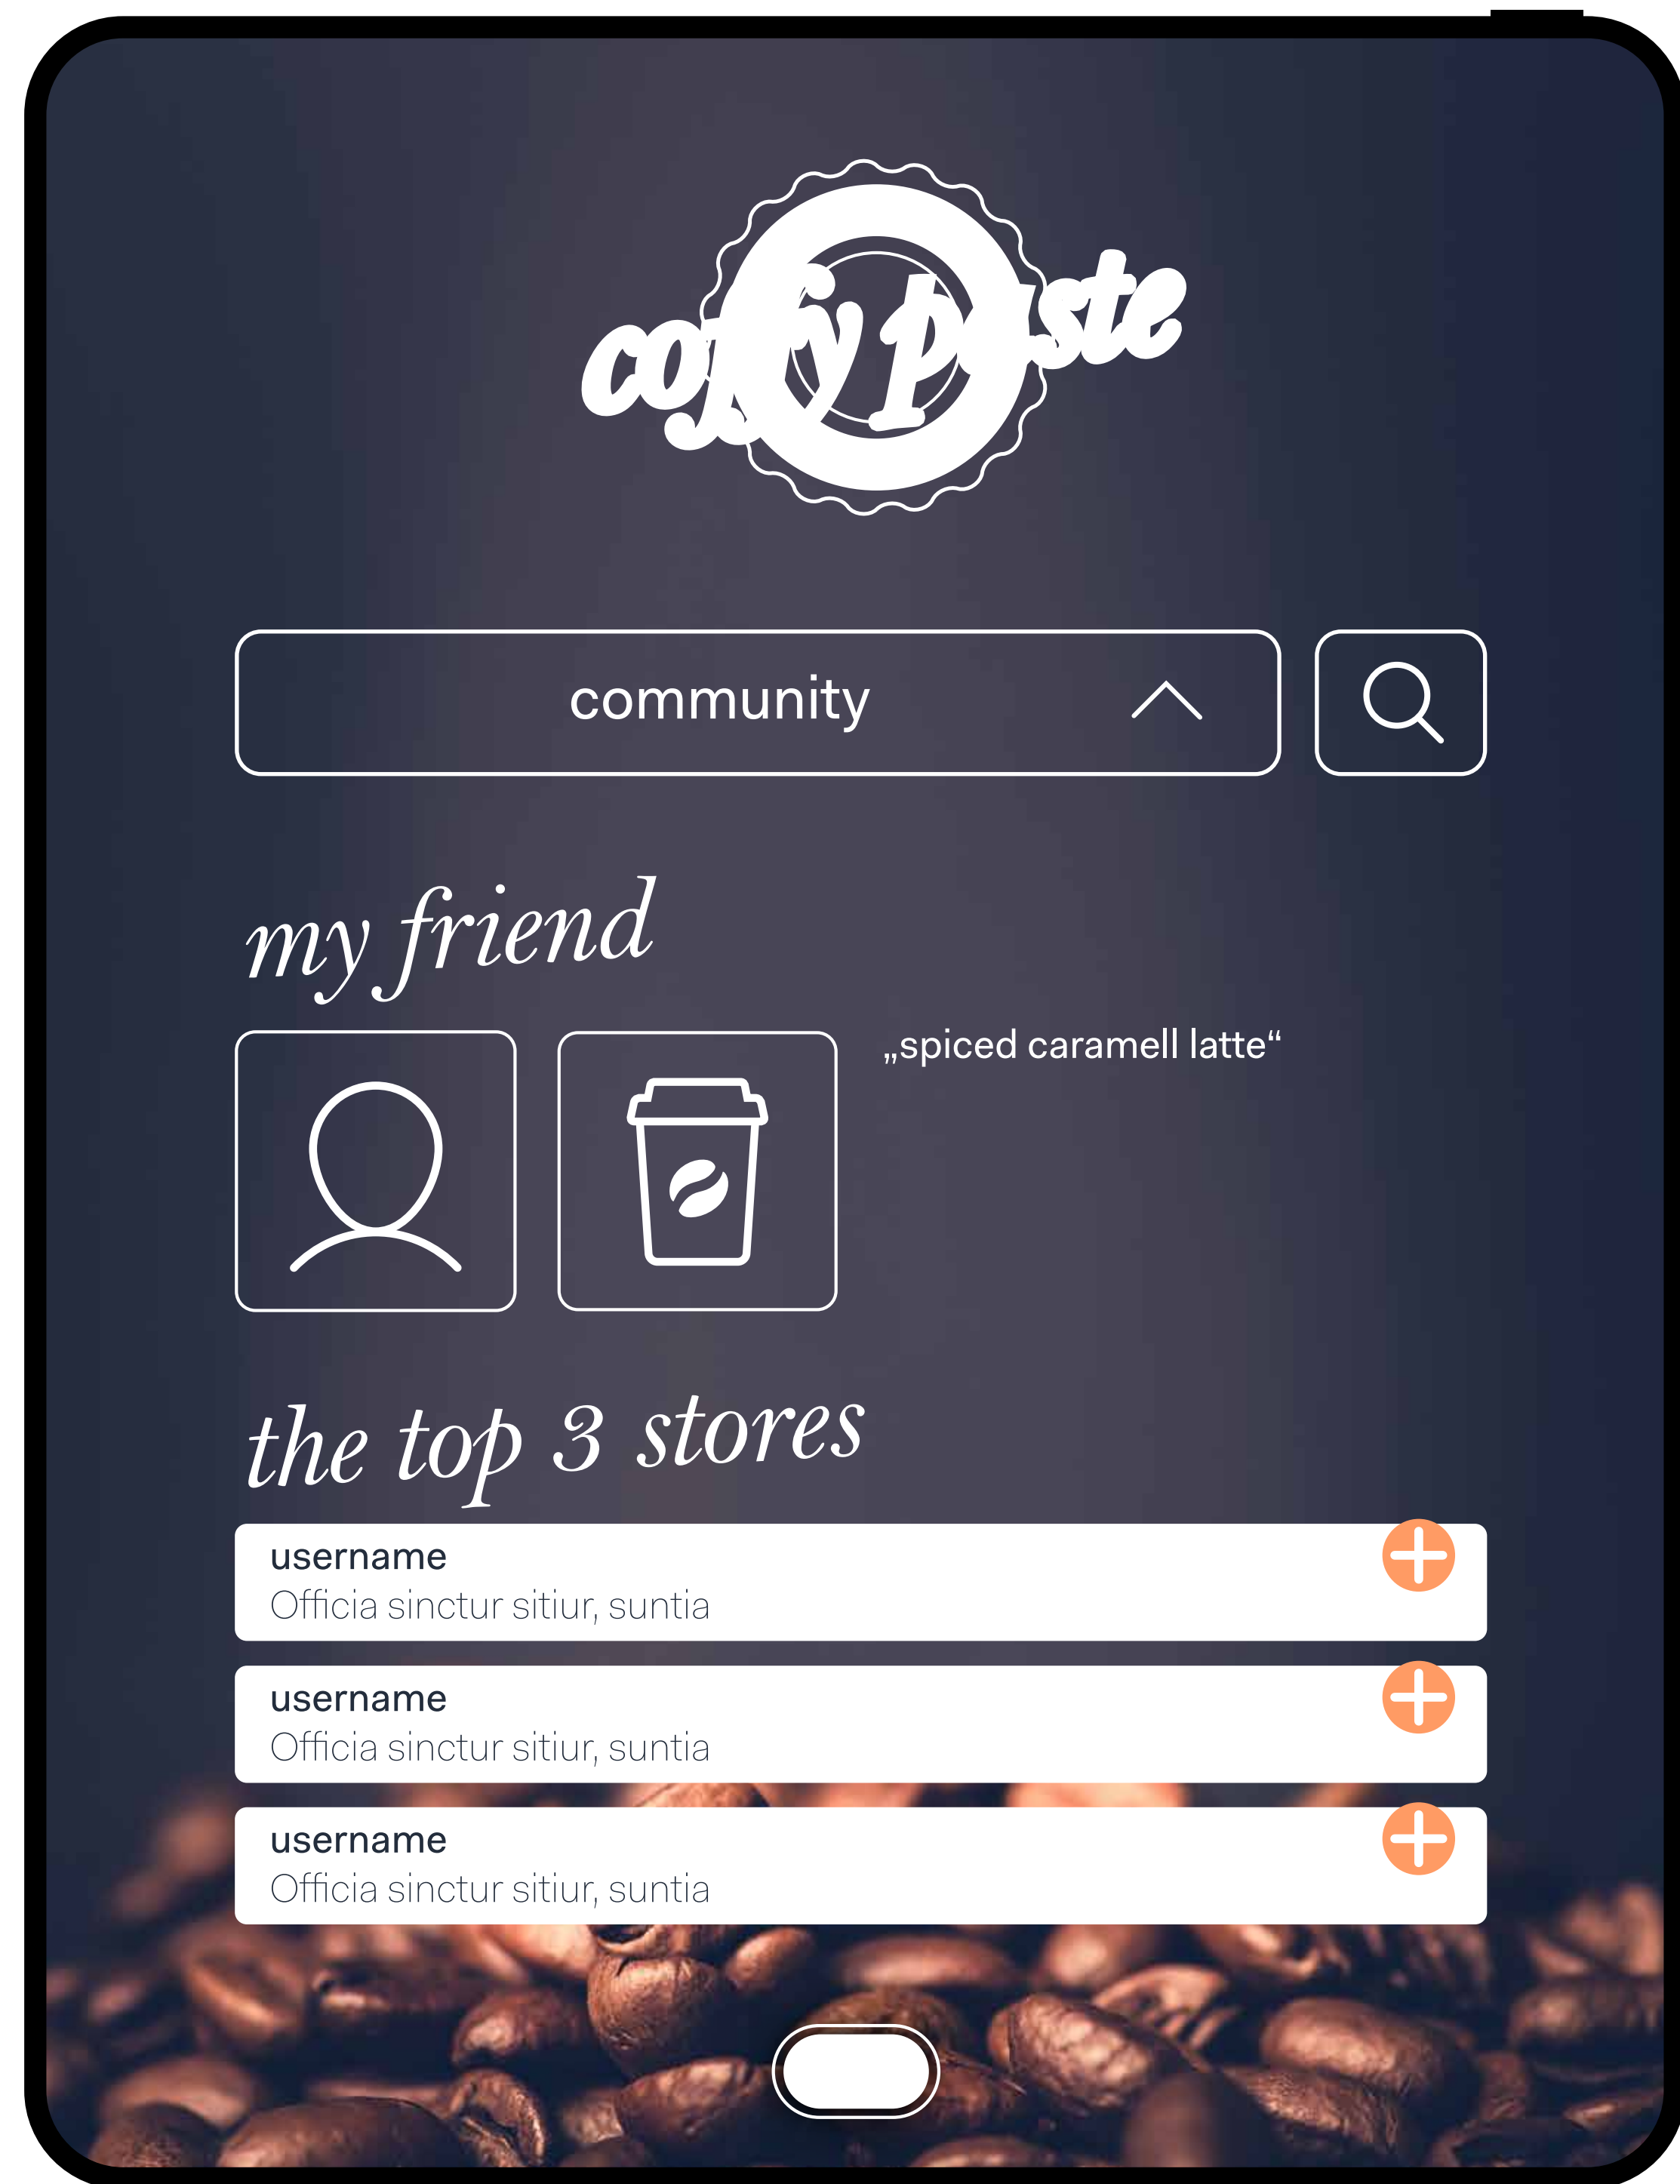 coffy paste
community
my friend
„spiced caramell latte“
the top 3 stores
username
Officia sinctur sitiur, suntia
username
Officia sinctur sitiur, suntia
username
Officia sinctur sitiur, suntia